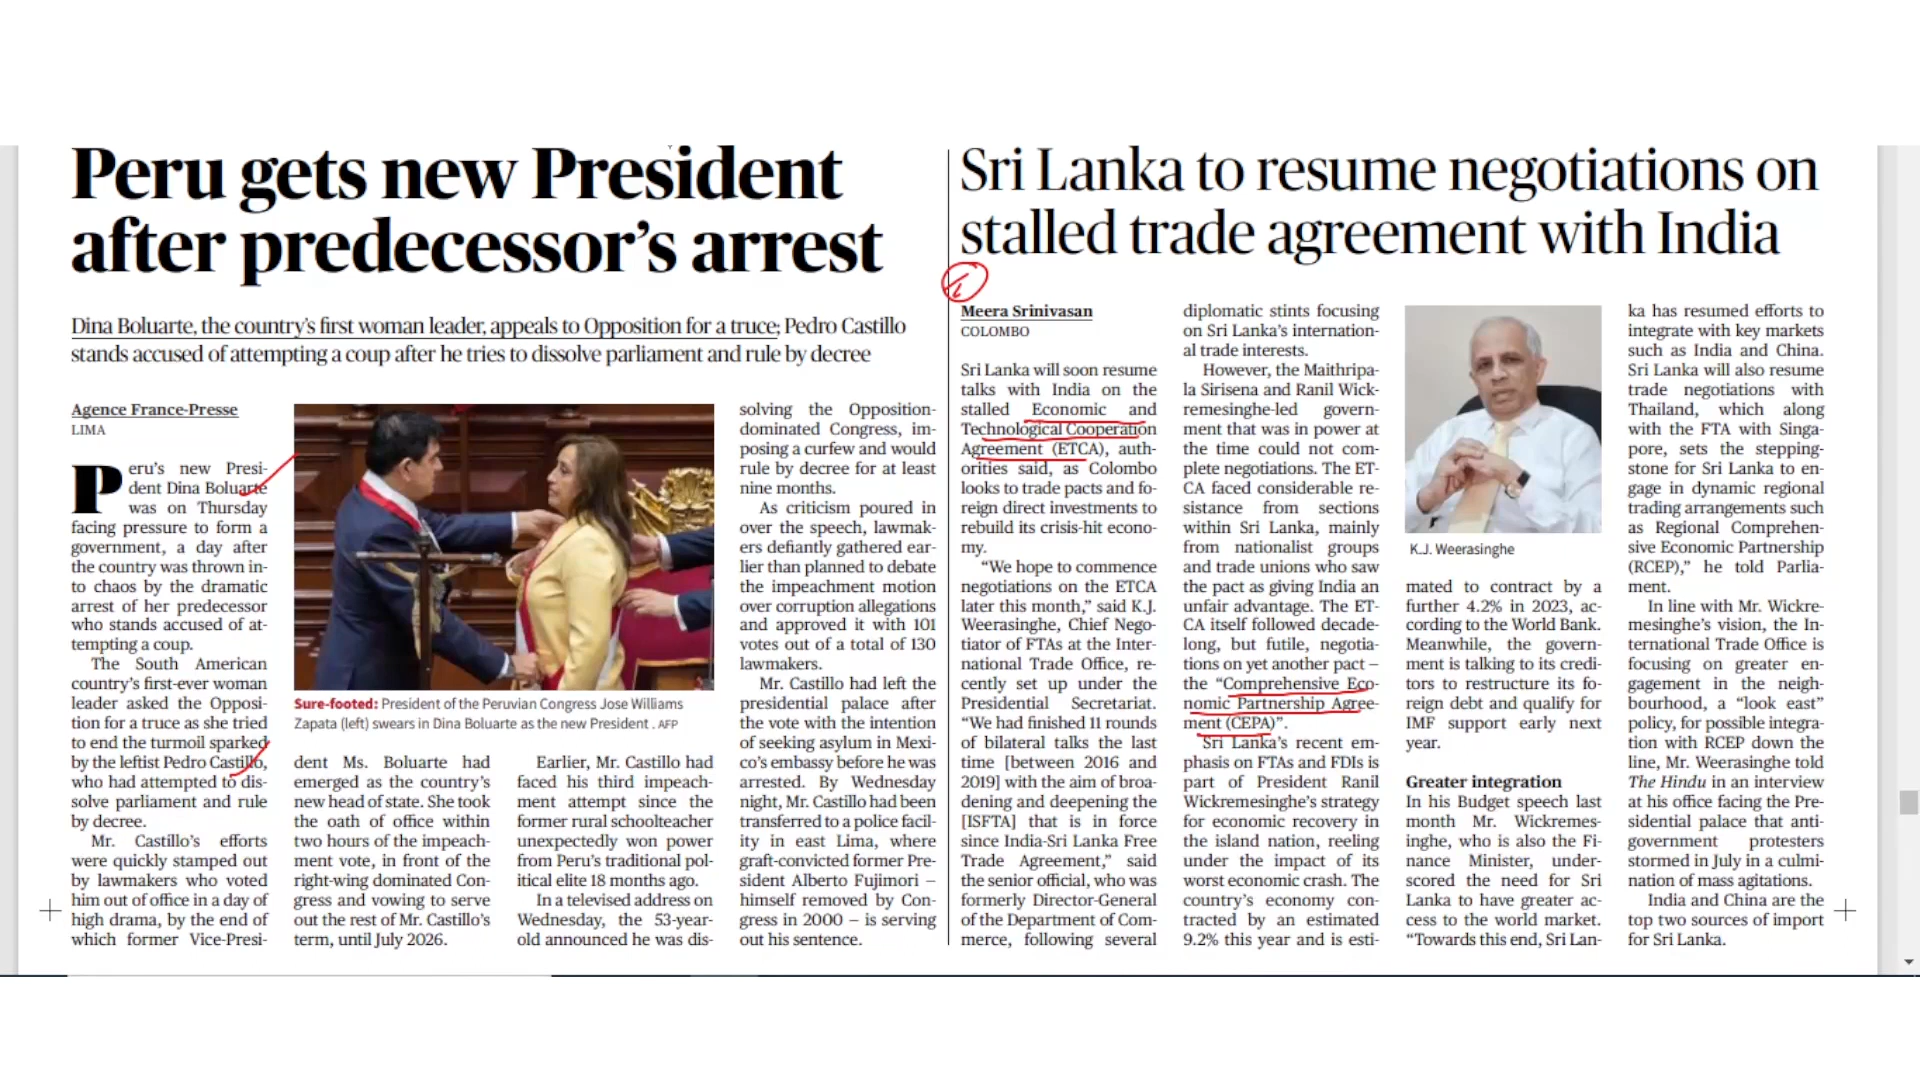 Peru gets new President
after predecessor's arrest
Dina Boluarte, the country's first woman leader, appeals to Opposition for a truce; Pedro Castillo
stands accused of attempting a coup after he tries to dissolve parliament and rule by decree
Agence France-Presse
LIMA
Peru's new Presi-
dent Dina Boluarte
was on Thursday
facing pressure to form a
government, a day after
the country was thrown in-
to chaos by the dramatic
arrest of her predecessor
who stands accused of at-
tempting a coup.
The South American
country's first-ever woman
leader asked the Opposi-
tion for a truce as she tried
to end the turmoil sparked
by the leftist Pedro Castillo,
who had attempted to dis-
solve parliament and rule
by decree.
Mr. Castillo's efforts
were quickly stamped out
by lawmakers who voted
him out of office in a day of
high drama, by the end of
which former Vice-Presi-
Sure-footed: President of the Peruvian Congress Jose Williams
Zapata (left) swears in Dina Boluarte as the new President . AFP
dent Ms. Boluarte had
emerged as the country's
new head of state. She took
the oath of office within
two hours of the impeach-
ment vote, in front of the
right-wing dominated Con-
gress and vowing to serve
out the rest of Mr. Castillo's
term, until July 2026.
Earlier, Mr. Castillo had
faced his third impeach-
ment attempt since the
former rural schoolteacher
unexpectedly won power
from Peru's traditional pol-
itical elite 18 months ago.
In a televised address on
Wednesday, the 53-year-
old announced he was dis-
solving the Opposition-
dominated Congress, im-
posing a curfew and would
rule by decree for at least
nine months.
As criticism poured in
over the speech, lawmak-
ers defiantly gathered ear-
lier than planned to debate
the impeachment motion
over corruption allegations
and approved it with 101
votes out of a total of 130
lawmakers.
Mr. Castillo had left the
presidential palace after
the vote with the intention
of seeking asylum in Mexi-
co's embassy before he was
arrested. By Wednesday
night, Mr. Castillo had been
transferred to a police facil-
ity in east Lima, where
graft-convicted former Pre-
sident Alberto Fujimori –
himself removed by Con-
gress in 2000 – is serving
out his sentence.
Sri Lanka to resume negotiations on
stalled trade agreement with India
Meera Srinivasan
COLOMBO
Sri Lanka will soon resume
talks with India on the
stalled Economic and
Technological Cooperation
Agreement (ETCA), auth-
orities said, as Colombo
looks to trade pacts and fo-
reign direct investments to
rebuild its crisis-hit econo-
my.
"We hope to commence
negotiations on the ETCA
later this month," said K.J.
Weerasinghe, Chief Nego-
tiator of FTAs at the Inter-
national Trade Office, re-
cently set up under the
Presidential Secretariat.
"We had finished 11 rounds
of bilateral talks the last
time [between 2016 and
2019] with the aim of broa-
dening and deepening the
[ISFTA] that is in force
since India-Sri Lanka Free
Trade Agreement," said
the senior official, who was
formerly Director-General
of the Department of Com-
merce, following several
diplomatic stints focusing
on Sri Lanka's internation-
al trade interests.
However, the Maithripa-
la Sirisena and Ranil Wick-
remesinghe-led govern-
ment that was in power at
the time could not com-
plete negotiations. The ET-
CA faced considerable re-
sistance from sections
within Sri Lanka, mainly
from nationalist groups
and trade unions who saw
the pact as giving India an
unfair advantage. The ET-
CA itself followed decade-
long, but futile, negotia-
tions on yet another pact –
the "Comprehensive Eco-
nomic Partnership Agree-
ment (CEPA)".
Sri Lanka's recent em-
phasis on FTAs and FDIs is
part of President Ranil
Wickremesinghe's strategy
for economic recovery in
the island nation, reeling
under the impact of its
worst economic crash. The
country's economy con-
tracted by an estimated
9.2% this year and is esti-
K.J. Weerasinghe
mated to contract by a
further 4.2% in 2023, ac-
cording to the World Bank.
Meanwhile, the govern-
ment is talking to its credi-
tors to restructure its fo-
reign debt and qualify for
IMF support early next
year.
Greater integration
In his Budget speech last
month Mr. Wickremes-
inghe, who is also the Fi-
nance Minister, under-
scored the need for Sri
Lanka to have greater ac-
cess to the world market.
"Towards this end, Sri Lan-
ka has resumed efforts to
integrate with key markets
such as India and China.
Sri Lanka will also resume
trade negotiations with
Thailand, which along
with the FTA with Singa-
pore, sets the stepping-
stone for Sri Lanka to en-
gage in dynamic regional
trading arrangements such
as Regional Comprehen-
sive Economic Partnership
(RCEP)," he told Parlia-
ment.
In line with Mr. Wickre-
mesinghe's vision, the In-
ternational Trade Office is
focusing on greater en-
gagement in the neigh-
bourhood, a "look east"
policy, for possible integra-
tion with RCEP down the
line, Mr. Weerasinghe told
The Hindu in an interview
at his office facing the Pre-
sidential palace that anti-
government protesters
stormed in July in a culmi-
nation of mass agitations.
India and China are the
top two sources of import
for Sri Lanka.